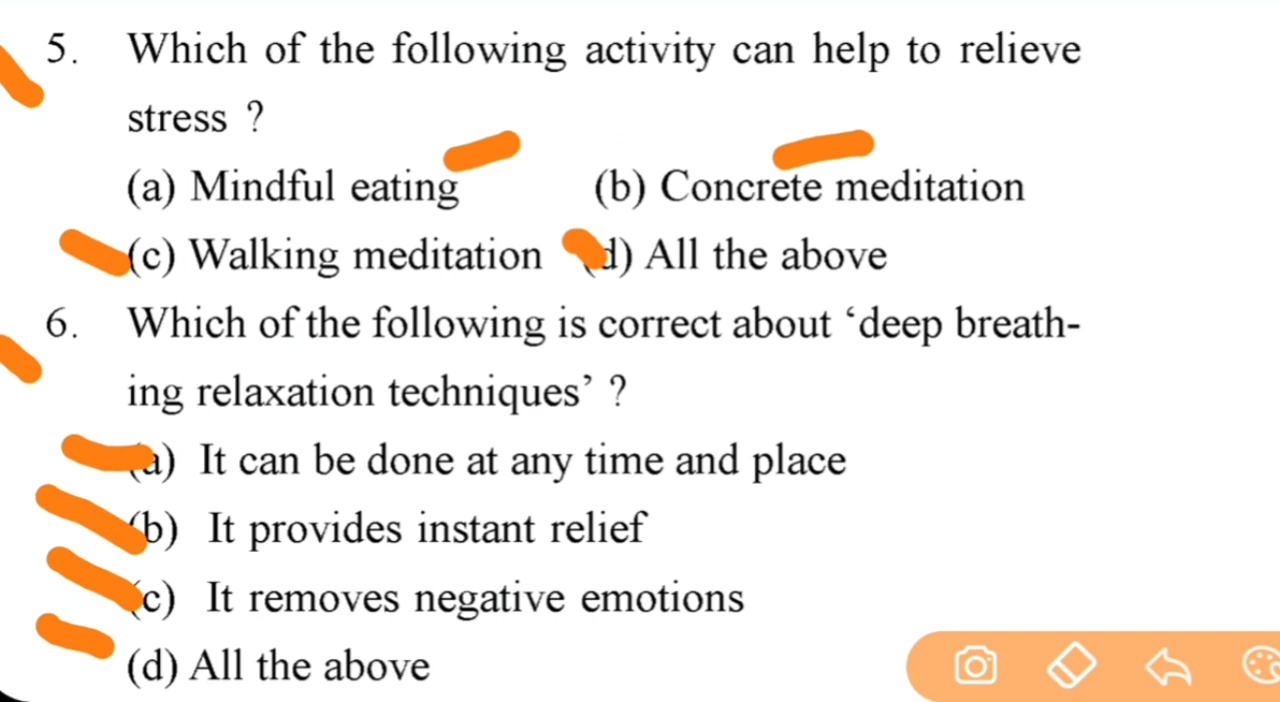 5. Which of the following activity can help to relieve
stress ?
(a) Mindful eating (b) Concrete meditation
(c) Walking meditation (d) All the above
6. Which of the following is correct about ‘deep breath-
ing relaxation techniques’ ?
(a) It can be done at any time and place
(b) It provides instant relief
(c) It removes negative emotions
(d) All the above